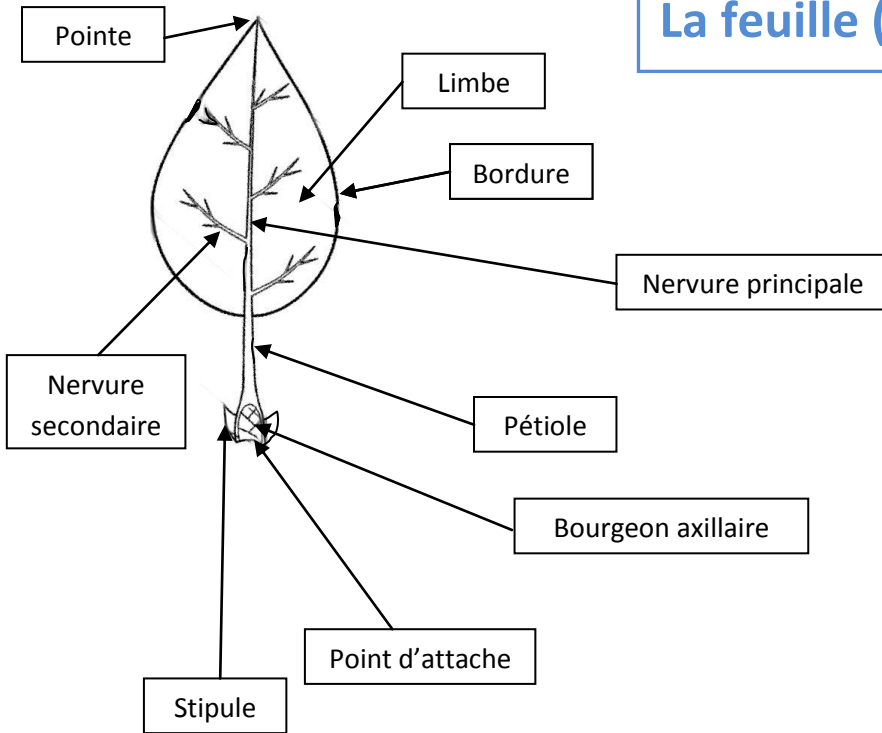 La feuille (
Pointe
Limbe
Bordure
Nervure principale
Nervure
secondaire
Pétiole
Bourgeon axillaire
Point d’attache
Stipule